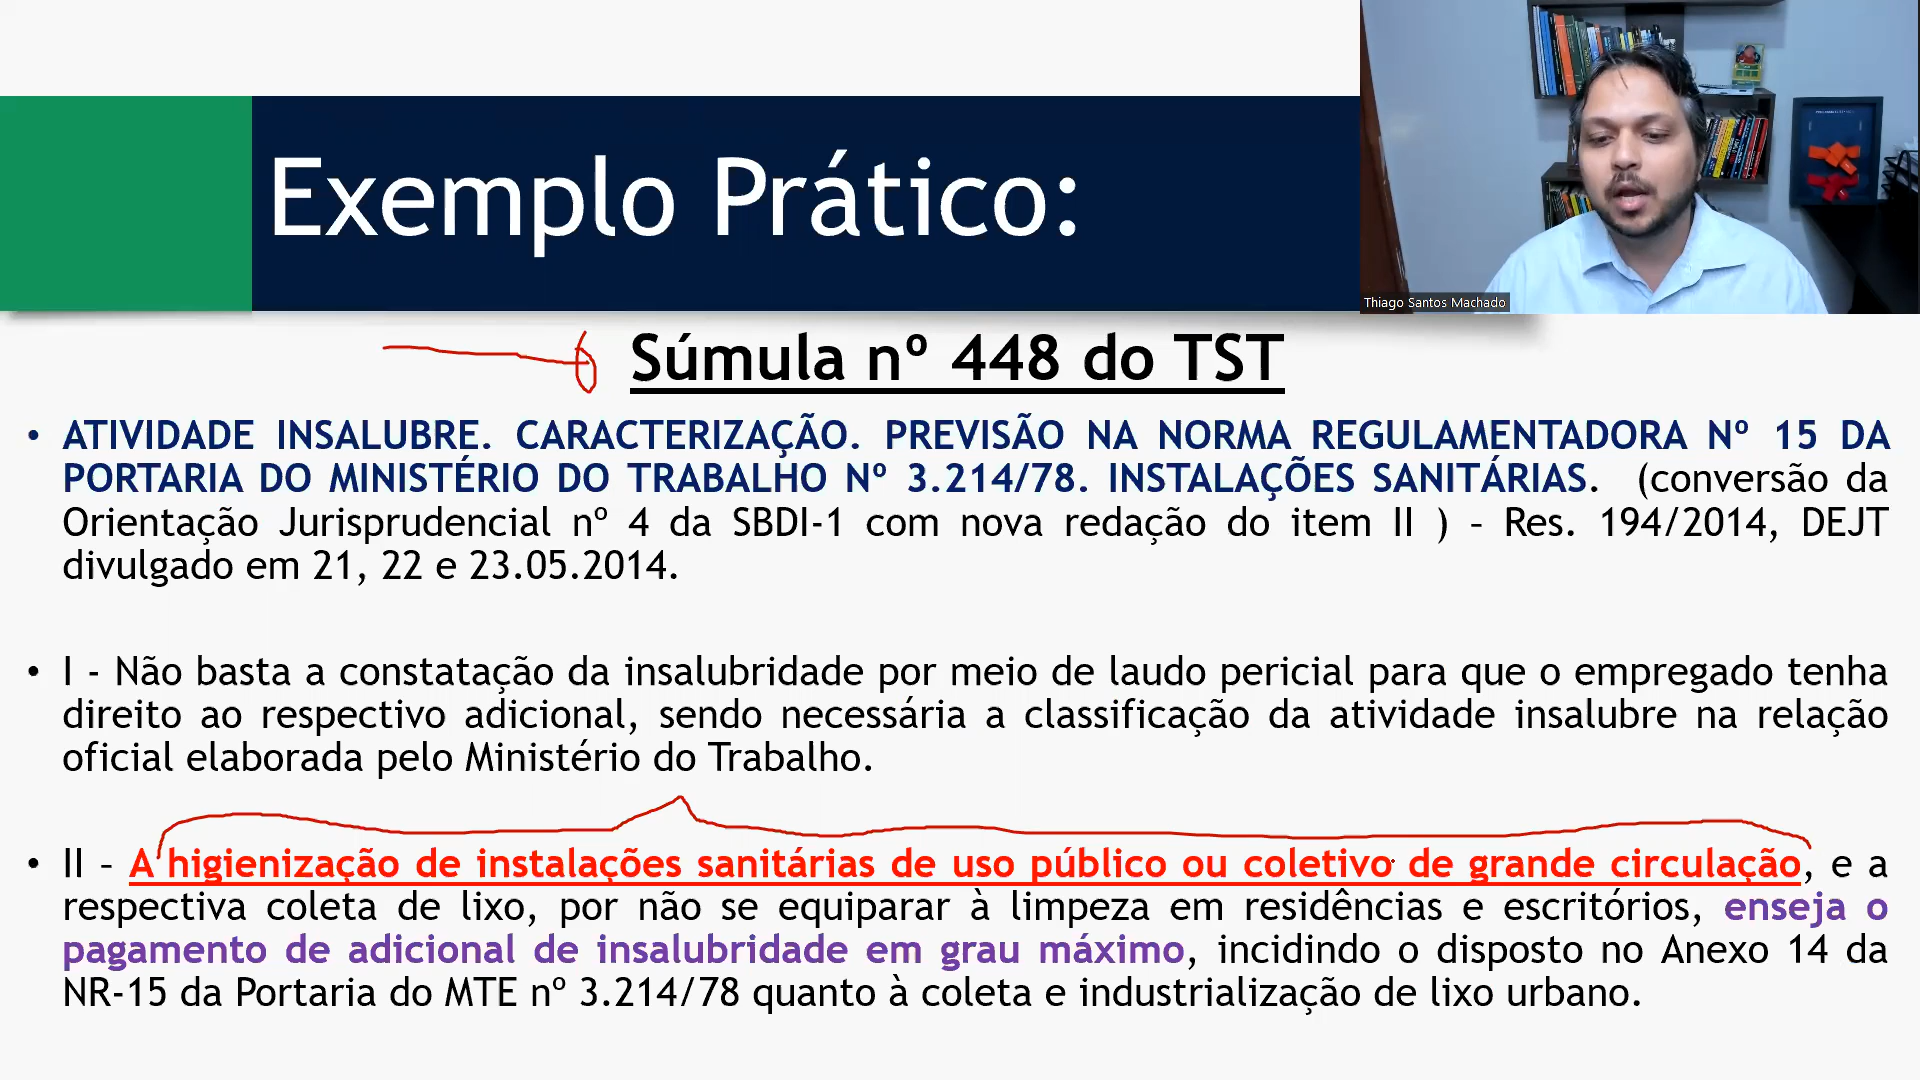 Exemplo Prático:
Thiago Santos Machado
Súmula nº 448 do TST
• ATIVIDADE INSALUBRE. CARACTERIZAÇÃO. PREVISÃO NA NORMA REGULAMENTADORA Nº 15 DA
PORTARIA DO MINISTÉRIO DO TRABALHO Nº 3.214/78. INSTALAÇÕES SANITÁRIAS. (conversão da
Orientação Jurisprudencial nº 4 da SBDI-1 com nova redação do item II ) – Res. 194/2014, DEJT
divulgado em 21, 22 e 23.05.2014.
• I - Não basta a constatação da insalubridade por meio de laudo pericial para que o empregado tenha
direito ao respectivo adicional, sendo necessária a classificação da atividade insalubre na relação
oficial elaborada pelo Ministério do Trabalho.
• II – A higienização de instalações sanitárias de uso público ou coletivo de grande circulação, e a
respectiva coleta de lixo, por não se equiparar à limpeza em residências e escritórios, enseja o
pagamento de adicional de insalubridade em grau máximo, incidindo o disposto no Anexo 14 da
NR-15 da Portaria do MTE nº 3.214/78 quanto à coleta e industrialização de lixo urbano.